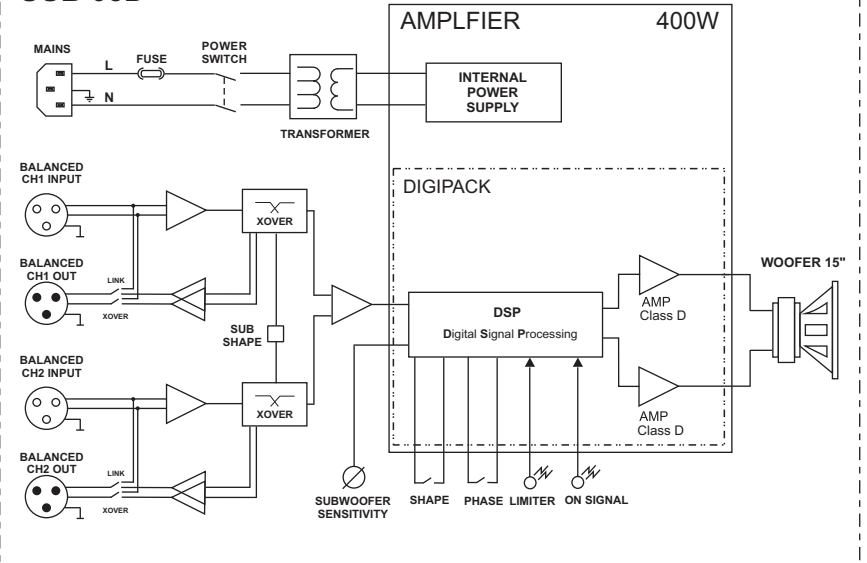 AMPLFIER 400W
MAINS
L
FUSE
POWER
SWITCH
N
TRANSFORMER
INTERNAL
POWER
SUPPLY
BALANCED
CH1 INPUT
XOVER
DIGIPACK
BALANCED
CH1 OUT
LINK
XOVER
SUB
SHAPE
DSP
Digital Signal Processing
AMP
Class D
WOOFER 15"
BALANCED
CH2 INPUT
XOVER
AMP
Class D
BALANCED
CH2 OUT
LINK
XOVER
SUBWOOFER
SENSITIVITY
SHAPE
PHASE
LIMITER
ON SIGNAL